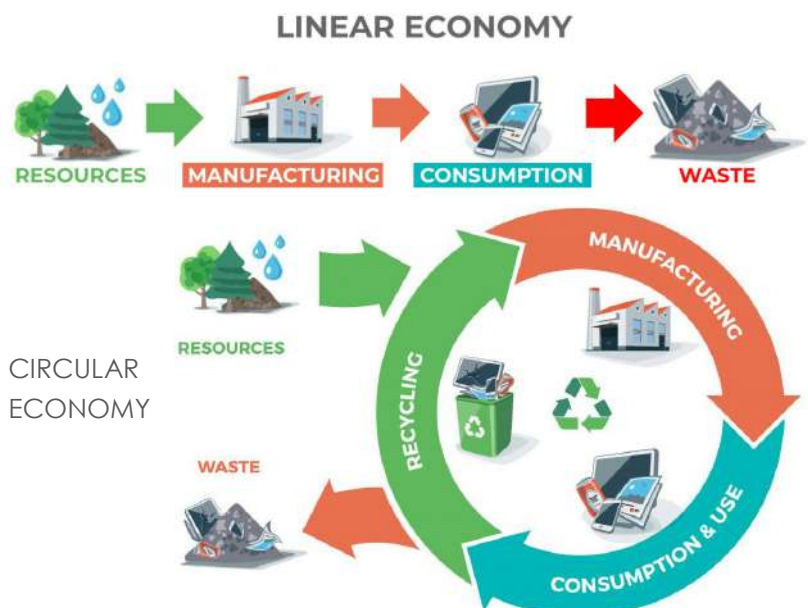 LINEAR ECONOMY
RESOURCES
MANUFACTURING
CONSUMPTION
WASTE
RESOURCES
MANUFACTURING
CIRCULAR
ECONOMY
RECYCLING
WASTE
CONSUMPTION & USE